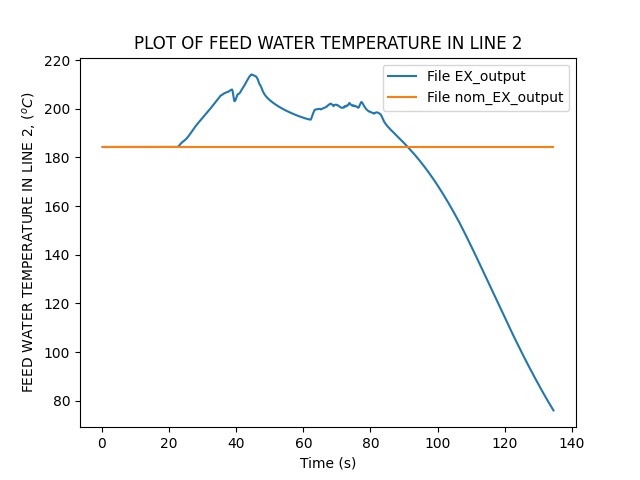 PLOT OF FEED WATER TEMPERATURE IN LINE 2
FEED WATER TEMPERATURE IN LINE 2, (°C)
220
200
180
160
140
120
100
80
File EX_output
File nom_EX_output
0 20 40 60 80 100 120 140
Time (s)